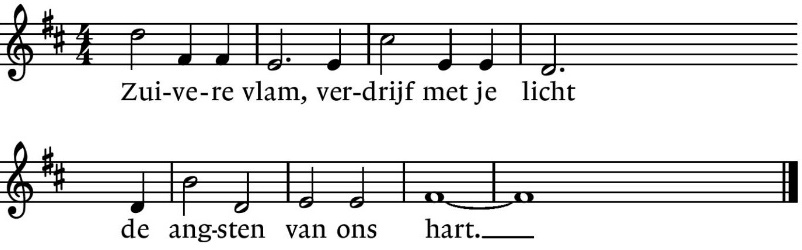 Zui-ve-re vlam, ver-drijf met je licht
de ang-sten van ons hart.